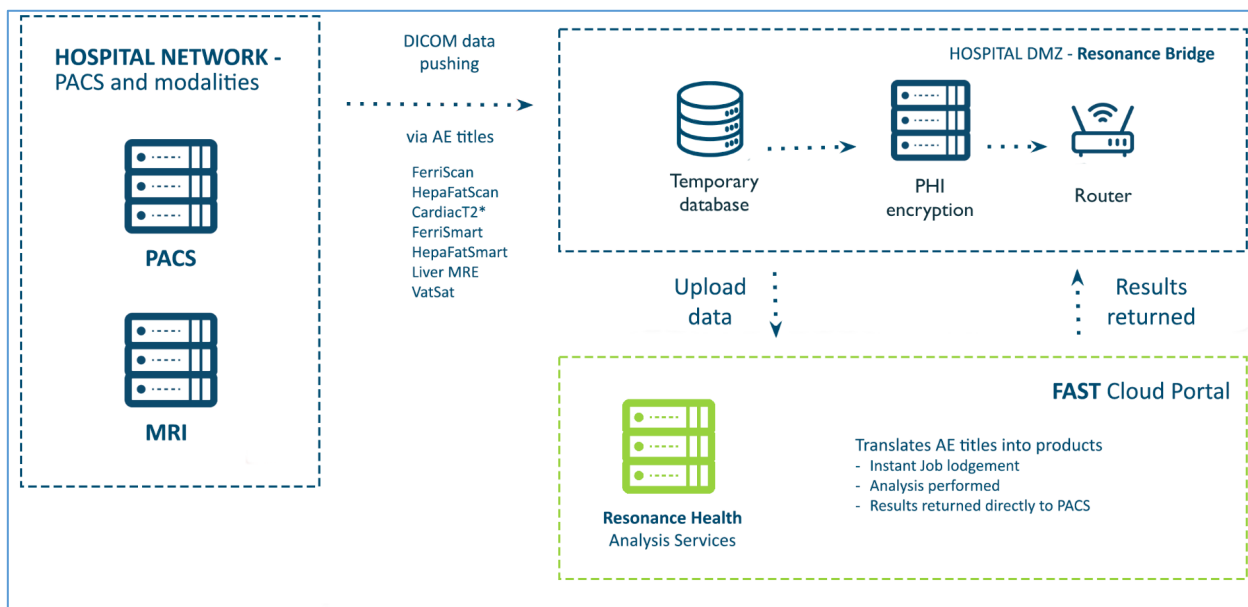 HOSPITAL NETWORK -
PACS and modalities
PACS
MRI
DICOM data
pushing
via AE titles
FerriScan
HepaFatScan
CardiacT2*
FerriSmart
HepaFatSmart
Liver MRE
VatSat
HOSPITAL DMZ - Resonance Bridge
Temporary
database
PHI
encryption
Router
Upload
data
Results
returned
FAST Cloud Portal
Resonance Health
Analysis Services
Translates AE titles into products
- Instant Job lodgement
- Analysis performed
- Results returned directly to PACS